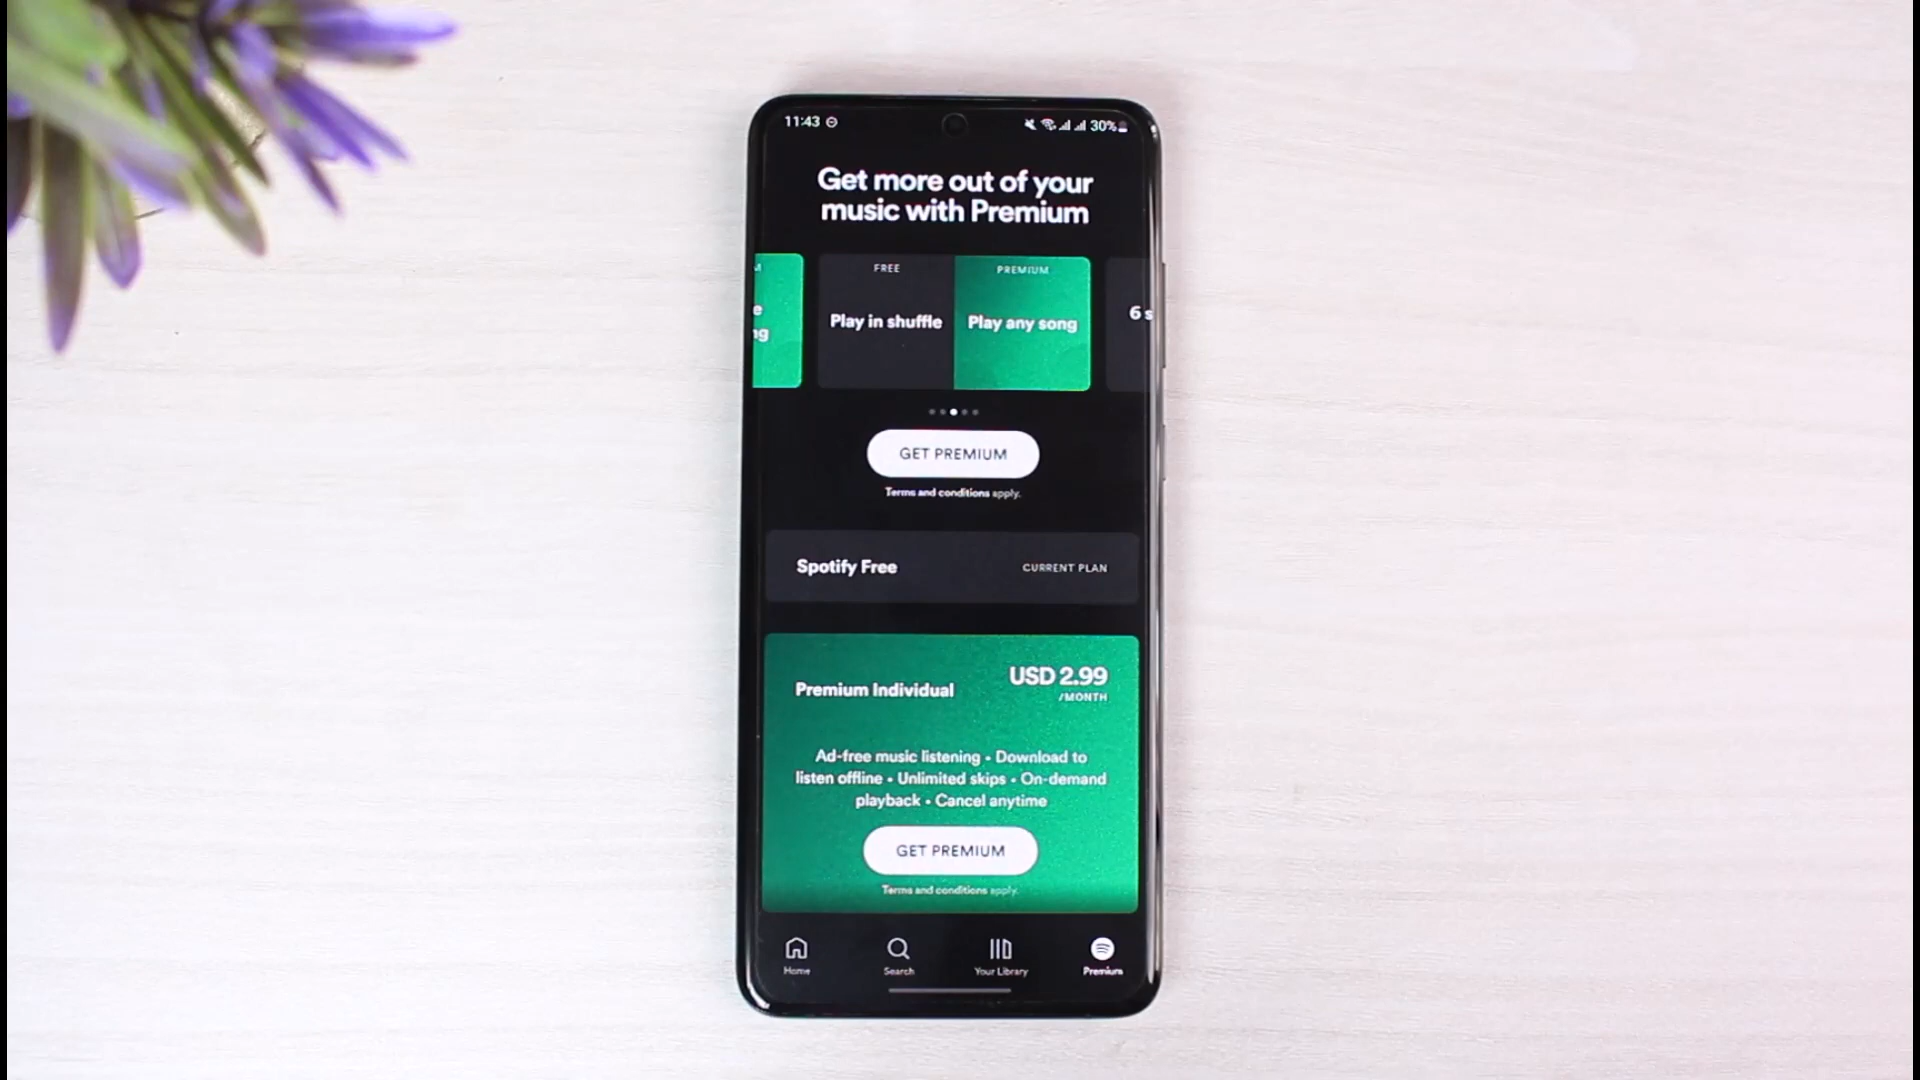 11:43
30%
Get more out of your
music with Premium
FREE
PREMIUM
Play in shuffle
Play any song
6 s
GET PREMIUM
Terms and conditions apply.
Spotify Free
CURRENT PLAN
Premium Individual
USD 2.99
/MONTH
Ad-free music listening • Download to
listen offline • Unlimited skips • On-demand
playback • Cancel anytime
GET PREMIUM
Terms and conditions apply.
Home
Search
Your Library
Premium